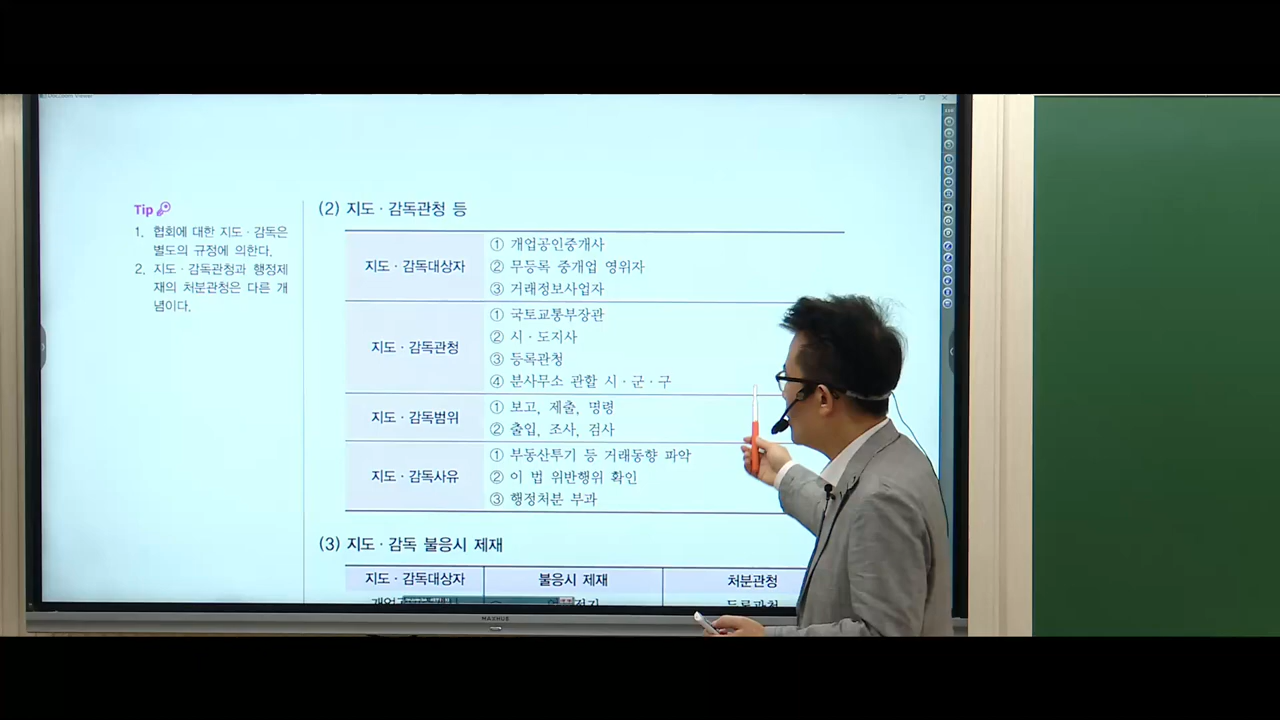 Tip
1. 협회에 대한 지도·감독은
별도의 규정에 의한다.
2. 지도·감독관청과 행정제
재의 처분관청은 다른 개
념이다.
(2) 지도·감독관청 등
지도·감독대상자
① 개업공인중개사
② 무등록 중개업 영위자
③ 거래정보사업자
지도·감독관청
① 국토교통부장관
② 시·도지사
③ 등록관청
④ 분사무소 관할 시·군·구
지도·감독범위
① 보고, 제출, 명령
② 출입, 조사, 검사
지도·감독사유
① 부동산투기 등 거래동향 파악
② 이 법 위반행위 확인
③ 행정처분 부과
(3) 지도·감독 불응시 제재
지도·감독대상자 불응시 제재 처분관청
등록관청
MAXHUB